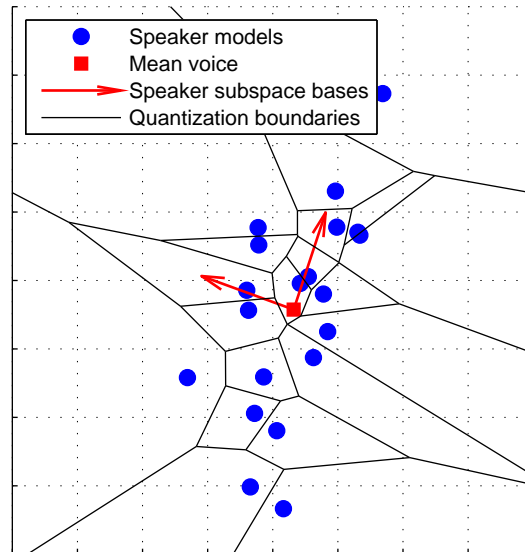 Speaker models
Mean voice
Speaker subspace bases
Quantization boundaries